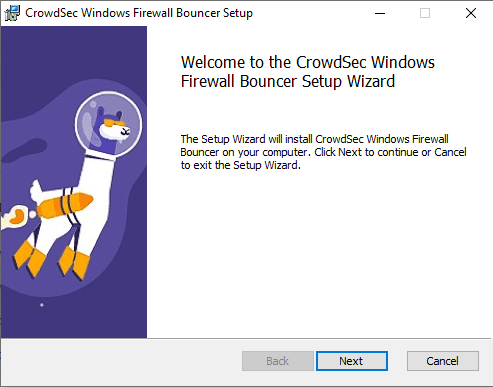 CrowdSec Windows Firewall Bouncer Setup
Welcome to the CrowdSec Windows
Firewall Bouncer Setup Wizard
The Setup Wizard will install CrowdSec Windows Firewall
Bouncer on your computer. Click Next to continue or Cancel
to exit the Setup Wizard.
Back
Next
Cancel